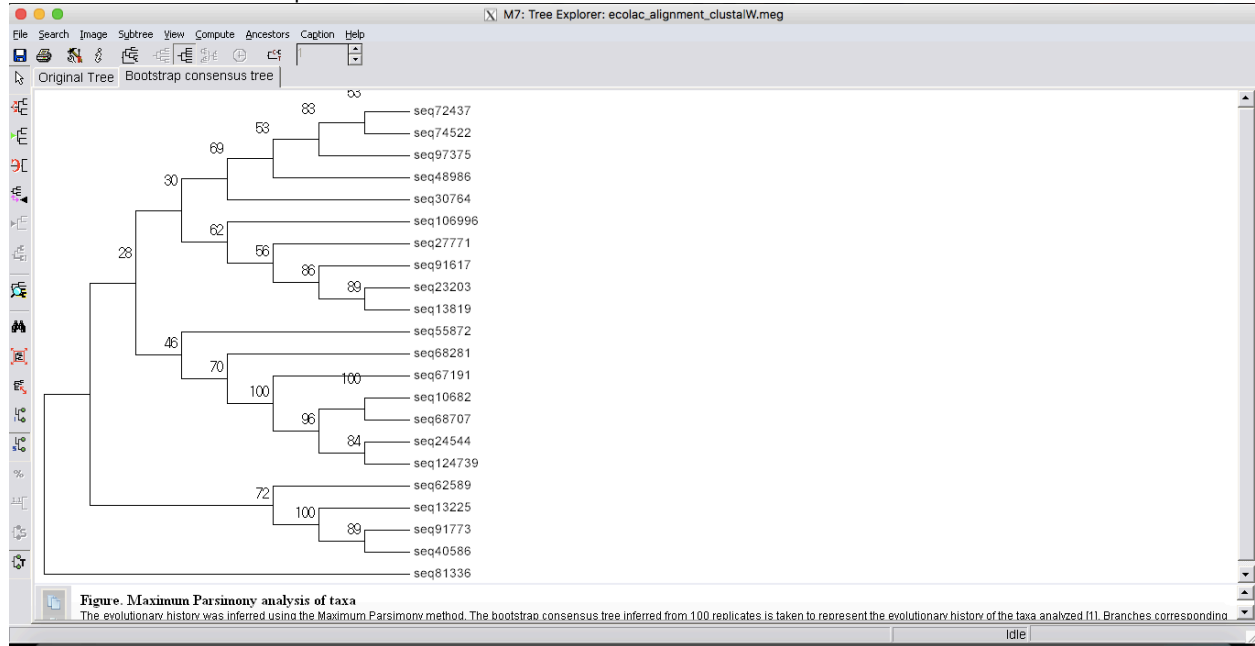 M7: Tree Explorer: ecolac_alignment_clustalW.meg
File Search Image Subtree View Compute Ancestors Caption Help
1
Original Tree Bootstrap consensus tree
53
83 seq72437
53 seq74522
69 seq97375
30 seq48986
seq30764
62 seq106996
28 56 seq27771
86 seq91617
89 seq23203
seq13819
46 seq55872
70 seq68281
100 100 seq67191
seq10682
96 seq68707
84 seq24544
seq124739
72 seq62589
100 seq13225
89 seq91773
seq40586
seq81336
Figure. Maximum Parsimony analysis of taxa
The evolutionary history was inferred using the Maximum Parsimony method. The bootstrap consensus tree inferred from 100 replicates is taken to represent the evolutionary history of the taxa analyzed [1]. Branches corresponding
Idle